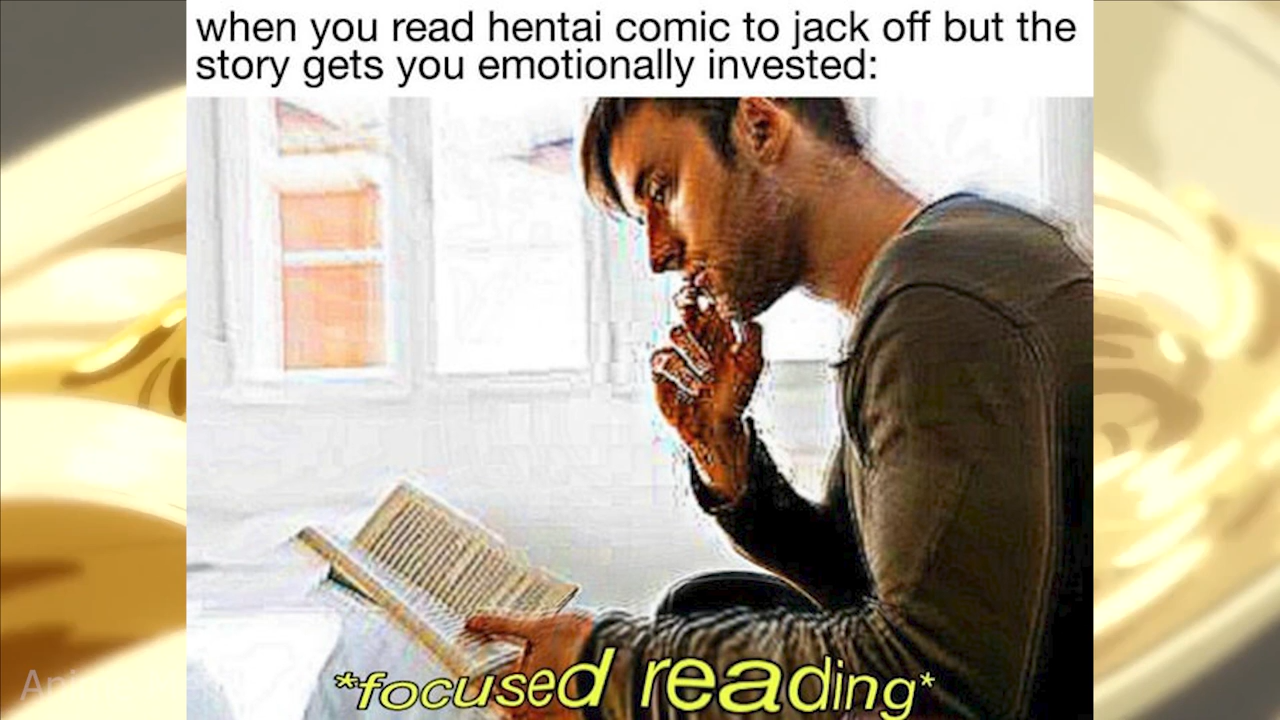 when you read hentai comic to jack off but the
story gets you emotionally invested:
*focused reading*